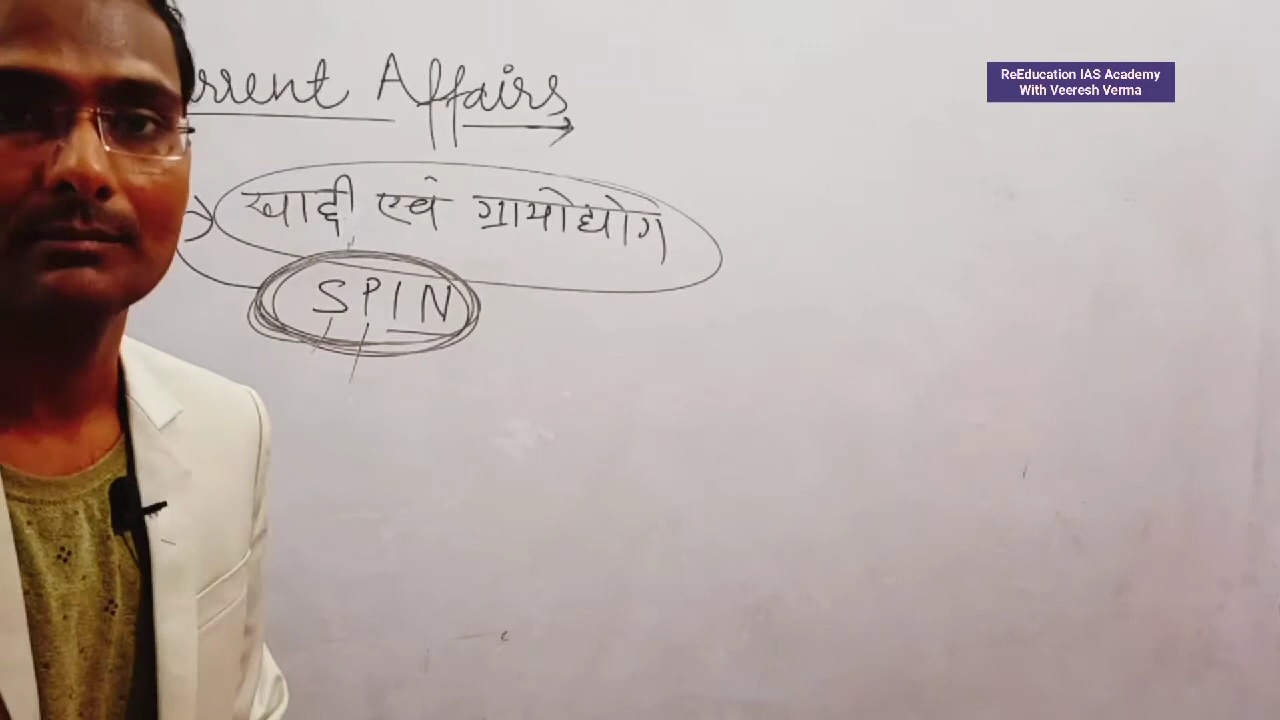 rrent Affairs
खाद्दी एवं ग्रामोद्योग
SPIN
ReEducation IAS Academy
With Veeresh Verma